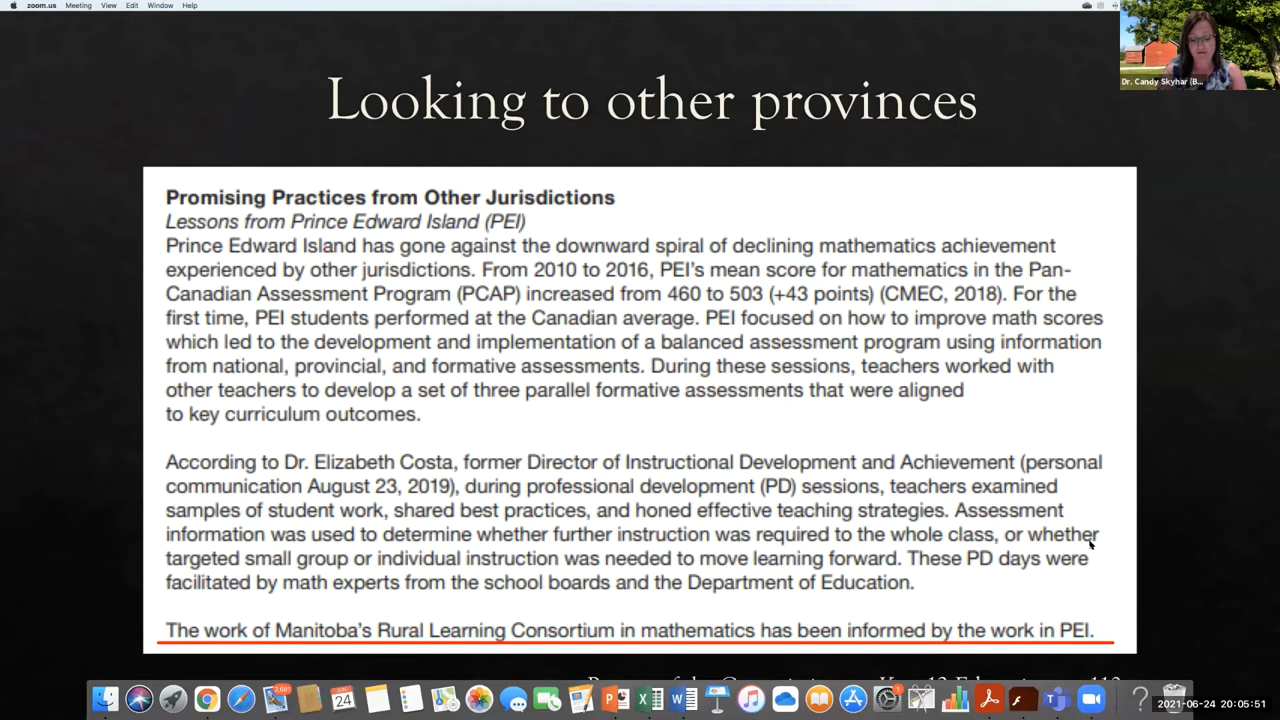 zoom.us Meeting View Edit Window Help
Dr. Candy Skyhar (B...
Looking to other provinces
Promising Practices from Other Jurisdictions
Lessons from Prince Edward Island (PEI)
Prince Edward Island has gone against the downward spiral of declining mathematics achievement
experienced by other jurisdictions. From 2010 to 2016, PEI's mean score for mathematics in the Pan-
Canadian Assessment Program (PCAP) increased from 460 to 503 (+43 points) (CMEC, 2018). For the
first time, PEI students performed at the Canadian average. PEI focused on how to improve math scores
which led to the development and implementation of a balanced assessment program using information
from national, provincial, and formative assessments. During these sessions, teachers worked with
other teachers to develop a set of three parallel formative assessments that were aligned
to key curriculum outcomes.
According to Dr. Elizabeth Costa, former Director of Instructional Development and Achievement (personal
communication August 23, 2019), during professional development (PD) sessions, teachers examined
samples of student work, shared best practices, and honed effective teaching strategies. Assessment
information was used to determine whether further instruction was required to the whole class, or whether
targeted small group or individual instruction was needed to move learning forward. These PD days were
facilitated by math experts from the school boards and the Department of Education.
The work of Manitoba's Rural Learning Consortium in mathematics has been informed by the work in PEI.
24
2021-06-24 20:05:51